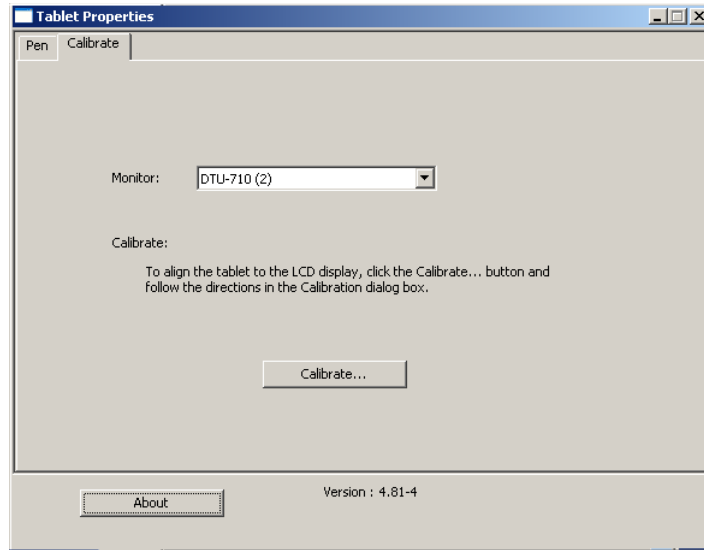 Tablet Properties
Pen Calibrate
Monitor: DTU-710 (2)
Calibrate:
To align the tablet to the LCD display, click the Calibrate... button and
follow the directions in the Calibration dialog box.
Calibrate...
About Version : 4.81-4